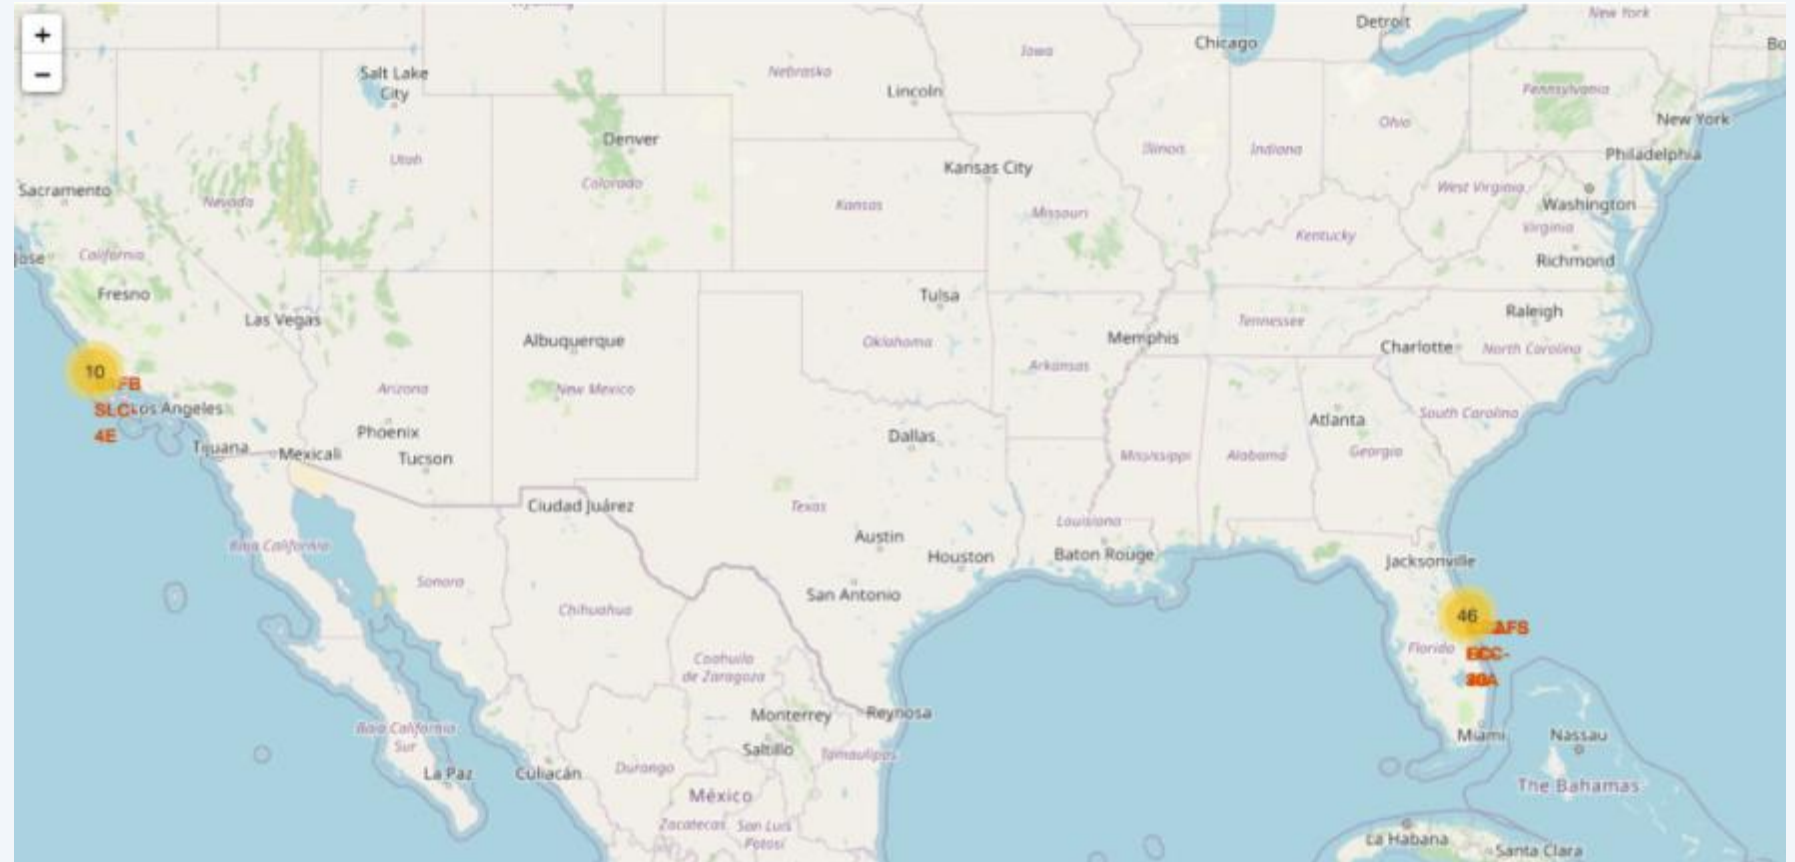 +
−
Detroit
New York
Chicago
Iowa
Salt Lake
City
Nebraska
Lincoln
Pennsylvania
New York
Ohio
Denver
Utah
Illinois
Indiana
Philadelphia
Kansas City
Colorado
Sacramento
Nevada
Kansas
Missouri
West Virginia
Washington
Virginia
Kentucky
California
Jose
Richmond
Fresno
Tulsa
Las Vegas
Raleigh
Tennessee
Albuquerque
Oklahoma
Memphis
Charlotte
North Carolina
Arkansas
10
AFB
Arizona
New Mexico
SLC-
Los Angeles
4E
Phoenix
Dallas
Atlanta
South Carolina
Tijuana
Mexicali
Tucson
Mississippi
Alabama
Georgia
Ciudad Juárez
Texas
Louisiana
Austin
Houston
Baton Rouge
Baja California
Jacksonville
Sonora
San Antonio
Chihuahua
46
AFS
Florida
Coahuila
de Zaragoza
Monterrey
Reynosa
Baja California
Sur
Saltillo
Tamaulipas
Miami
Nassau
La Paz
Culiacán
Durango
México
The Bahamas
Zacatecas
San Luis
Potosí
La Habana
Santa Clara